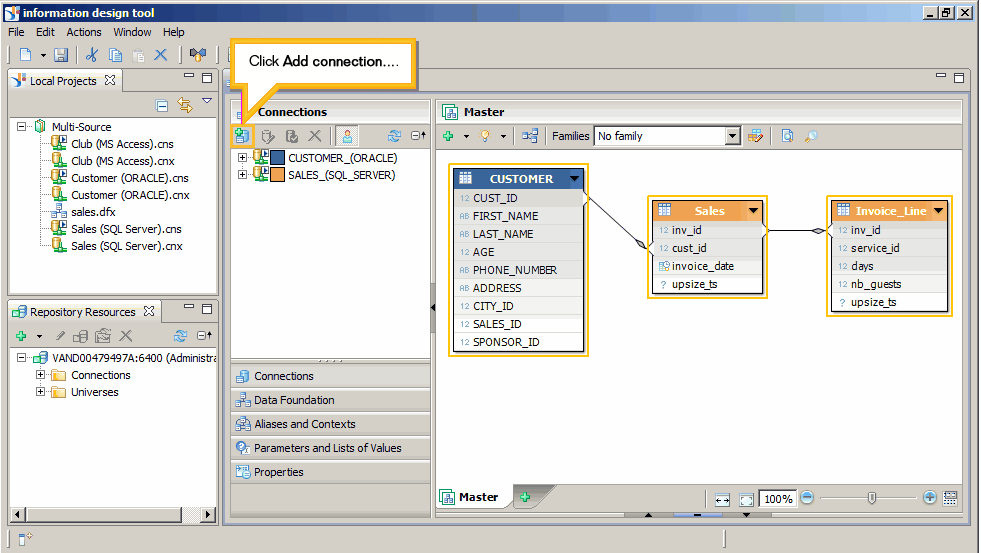 information design tool
File Edit Actions Window Help
Click Add connection....
Local Projects
Multi-Source
Club (MS Access).cns
Club (MS Access).cnx
Customer (ORACLE).cns
Customer (ORACLE).cnx
sales.dfx
Sales (SQL Server).cns
Sales (SQL Server).cnx
Repository Resources
VAND00479497A:6400 (Administra
Connections
Universes
Connections
CUSTOMER_(ORACLE)
SALES_(SQL_SERVER)
Connections
Data Foundation
Aliases and Contexts
Parameters and Lists of Values
Properties
Master
Families No family
CUSTOMER
12 CUST_ID
AB FIRST_NAME
AB LAST_NAME
12 AGE
AB PHONE_NUMBER
AB ADDRESS
12 CITY_ID
12 SALES_ID
12 SPONSOR_ID
Sales
12 inv_id
12 cust_id
invoice_date
? upsize_ts
Invoice_Line
12 inv_id
12 service_id
12 days
12 nb_guests
? upsize_ts
Master
100%